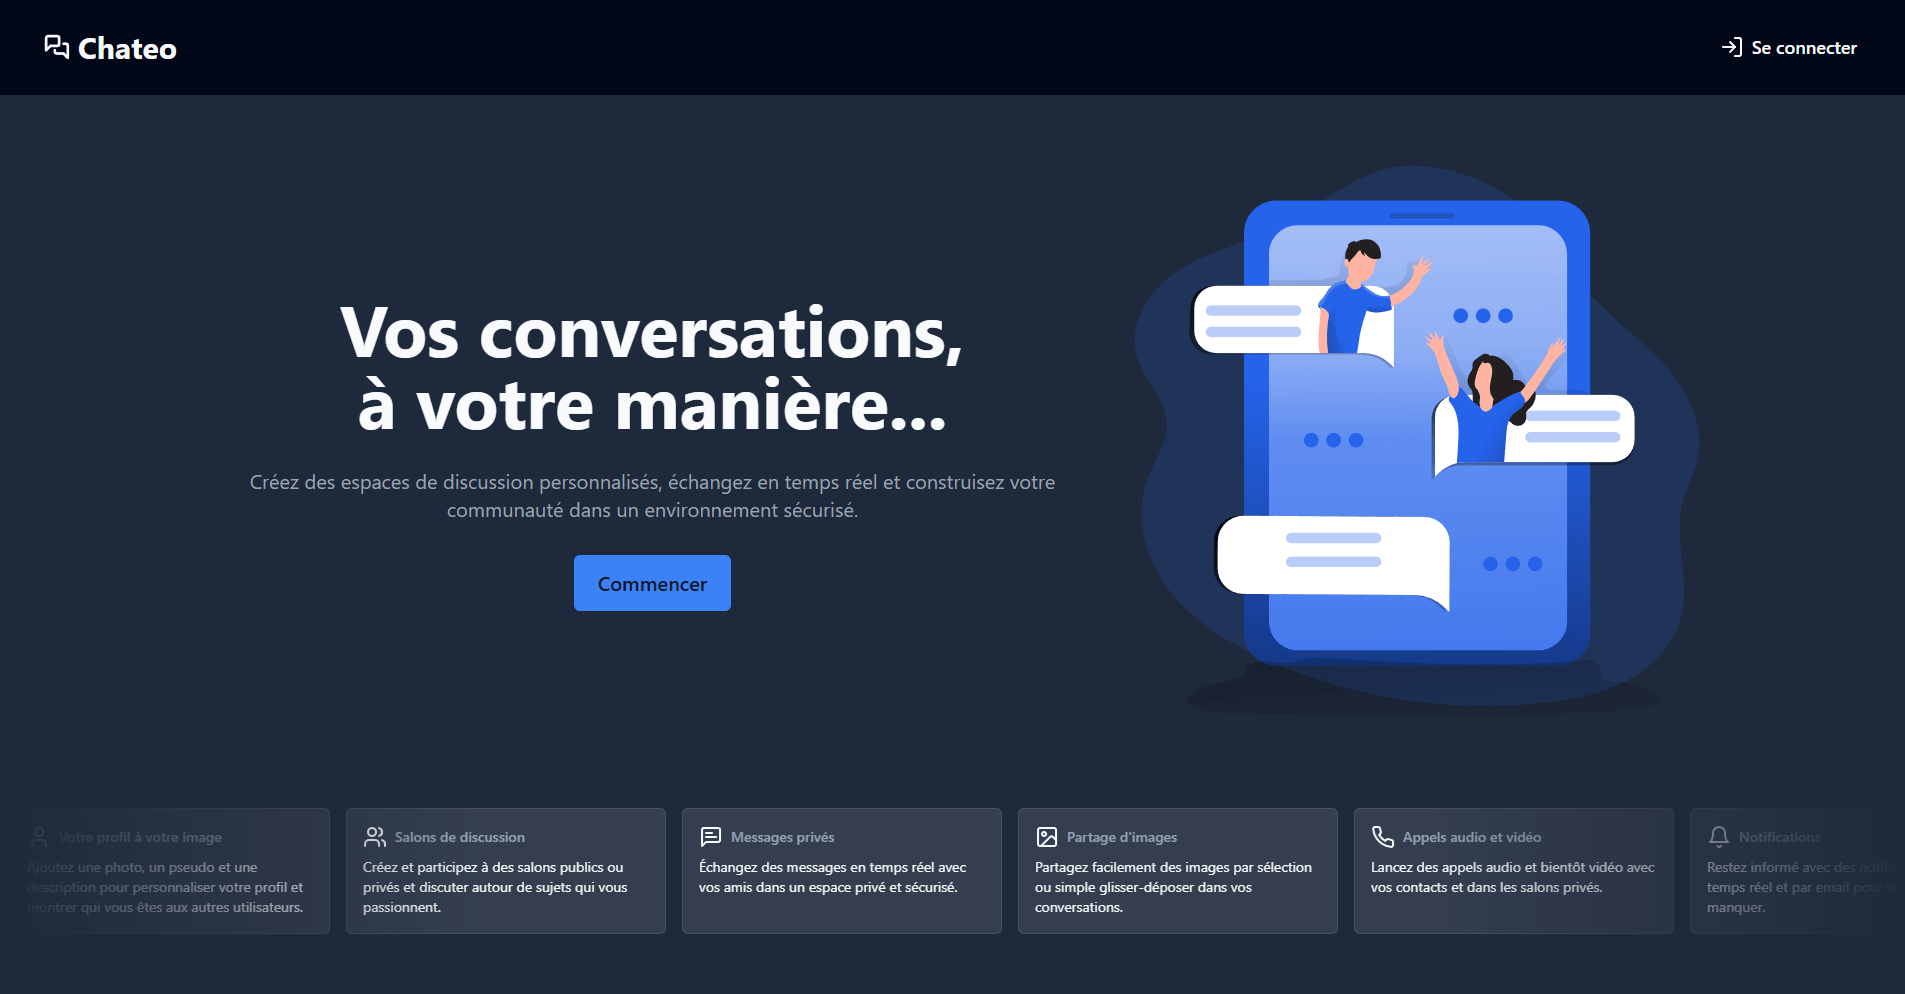 Chateo
Se connecter
Vos conversations,
à votre manière...
Créez des espaces de discussion personnalisés, échangez en temps réel et construisez votre
communauté dans un environnement sécurisé.
Commencer
Votre profil à votre image
Ajoutez une photo, un pseudo et une
description pour personnaliser votre profil et
montrer qui vous êtes aux autres utilisateurs.
Salons de discussion
Créez et participez à des salons publics ou
privés et discuter autour de sujets qui vous
passionnent.
Messages privés
Échangez des messages en temps réel avec
vos amis dans un espace privé et sécurisé.
Partage d'images
Partagez facilement des images par sélection
ou simple glisser-déposer dans vos
conversations.
Appels audio et vidéo
Lancez des appels audio et bientôt vidéo avec
vos contacts et dans les salons privés.
Notifications
Restez informé avec des
temps réel et par email pour
manquer.